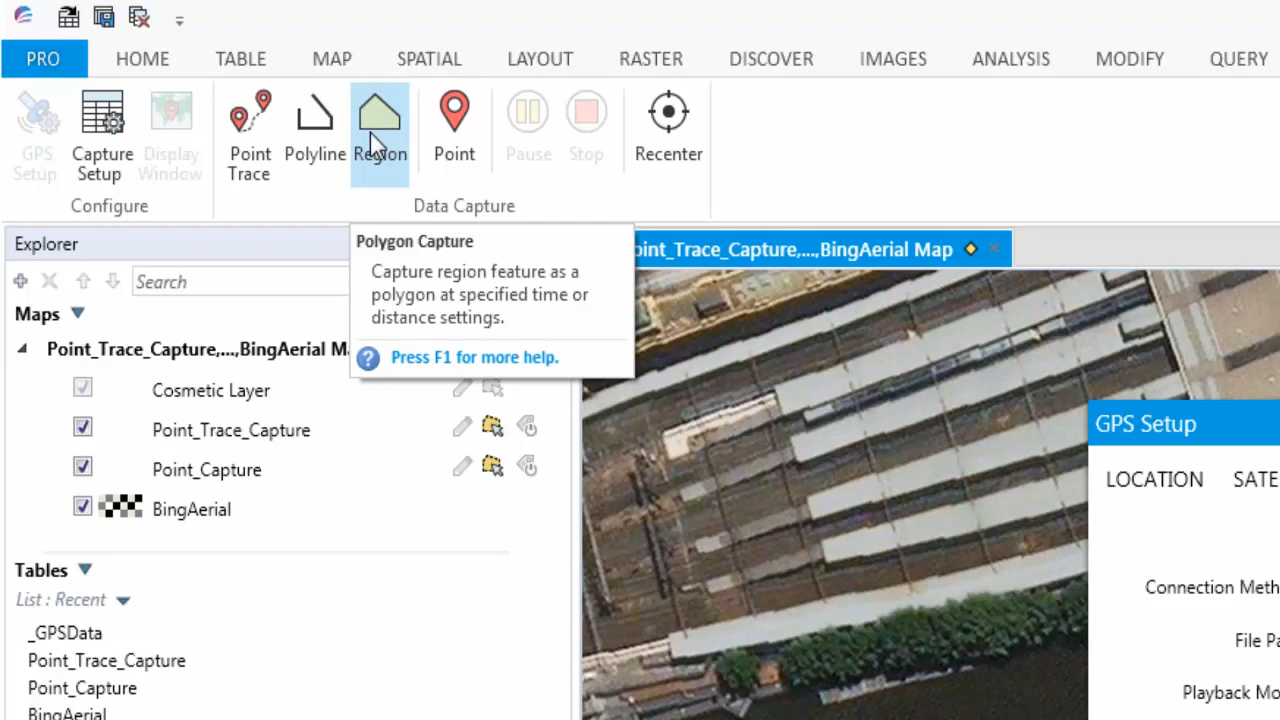 PRO HOME TABLE MAP SPATIAL LAYOUT RASTER DISCOVER IMAGES ANALYSIS MODIFY QUERY
GPS Setup
Capture Setup
Display Window
Point Trace
Polyline
Region
Point
Pause
Stop
Recenter
Configure
Data Capture
Explorer
Search
Maps
Point_Trace_Capture,...,BingAerial M
Cosmetic Layer
Point_Trace_Capture
Point_Capture
BingAerial
Tables
List : Recent
_GPSData
Point_Trace_Capture
Point_Capture
BingAerial
Polygon Capture
Capture region feature as a
polygon at specified time or
distance settings.
? Press F1 for more help.
oint_Trace_Capture,...,BingAerial Map
GPS Setup
LOCATION SATE
Connection Meth
File Pa
Playback Mo